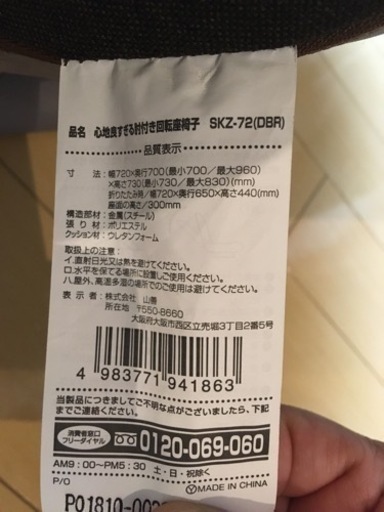 品名 心地良すぎる肘付き回転座椅子 SKZ-72(DBR)
品質表示
寸 法：幅720×奥行700(最小700／最大960)
×高さ730(最小730／最大830)(mm)
折りたたみ時／幅720×奥行650×高さ440(mm)
座面の高さ／300mm
構造部材：金属(スチール)
張り材：ポリエステル
クッション材：ウレタンフォーム
取扱上の注意：
イ.直射日光又は熱を避けてください。
ロ.水平を保てる場所に設置しご使用ください。
ハ.屋外、高温多湿の場所でのご使用は避けてください。
表示者：株式会社 山善
所在地 〒550-8660
大阪府大阪市西区立売堀3丁目2番5号
4 983771 941863
当製品につきましてご不明な点がございましたら、下記
までご連絡ください。
消費者窓口
フリーダイヤル 0120-069-060
AM9：00～PM5：30 土・日・祝除く
P/O
MADE IN CHINA
P01810-00